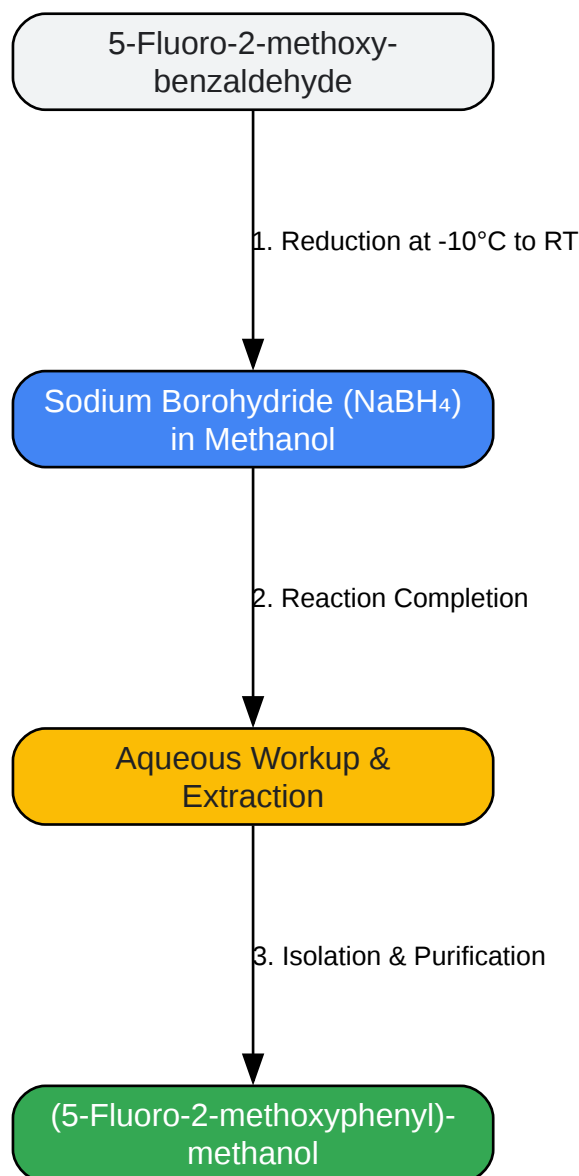 5-Fluoro-2-methoxy-
benzaldehyde
1. Reduction at -10°C to RT
Sodium Borohydride (NaBH₄)
in Methanol
2. Reaction Completion
Aqueous Workup &
Extraction
3. Isolation & Purification
(5-Fluoro-2-methoxyphenyl)-
methanol